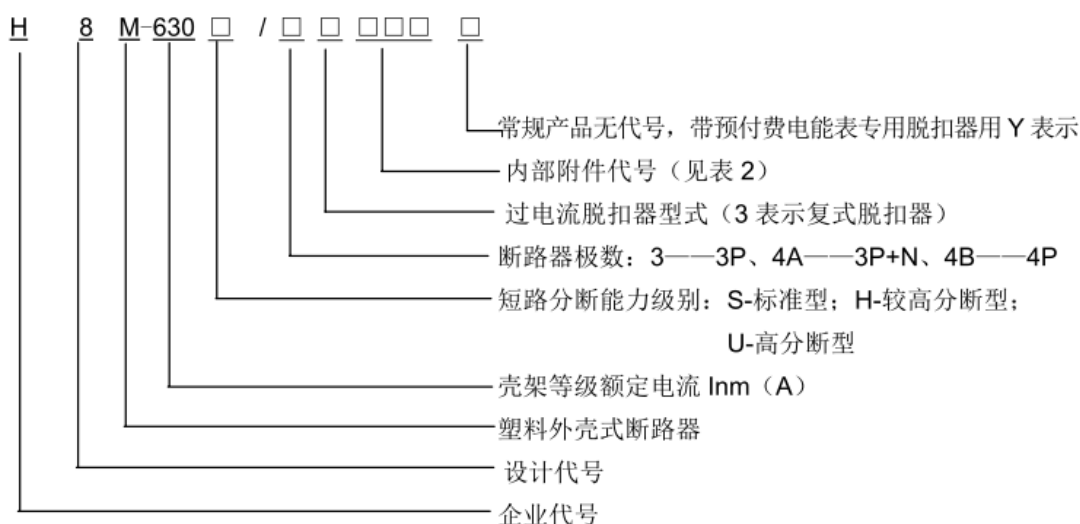 H 8 M-630 □ / □ □ □□□ □
常规产品无代号，带预付费电能表专用脱扣器用 Y 表示
内部附件代号（见表 2）
过电流脱扣器型式（3 表示复式脱扣器）
断路器极数：3——3P、4A——3P+N、4B——4P
短路分断能力级别：S-标准型；H-较高分断型；
U-高分断型
壳架等级额定电流 Inm（A）
塑料外壳式断路器
设计代号
企业代号